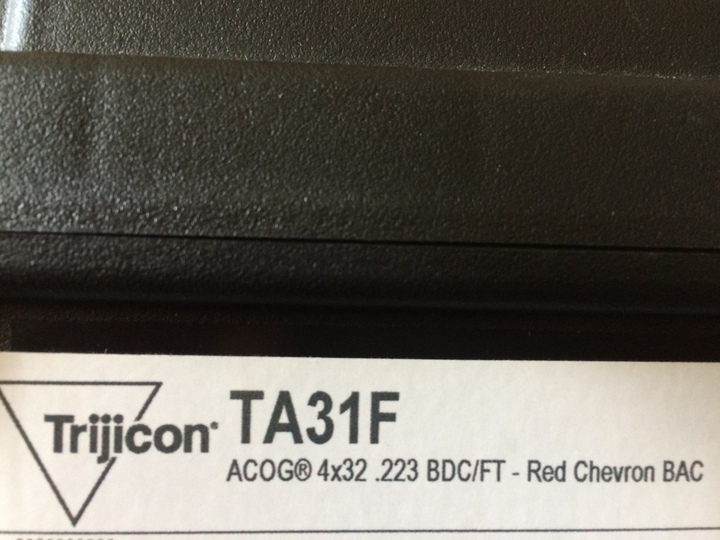 Trijicon®
TA31F
ACOG® 4x32 .223 BDC/FT - Red Chevron BAC